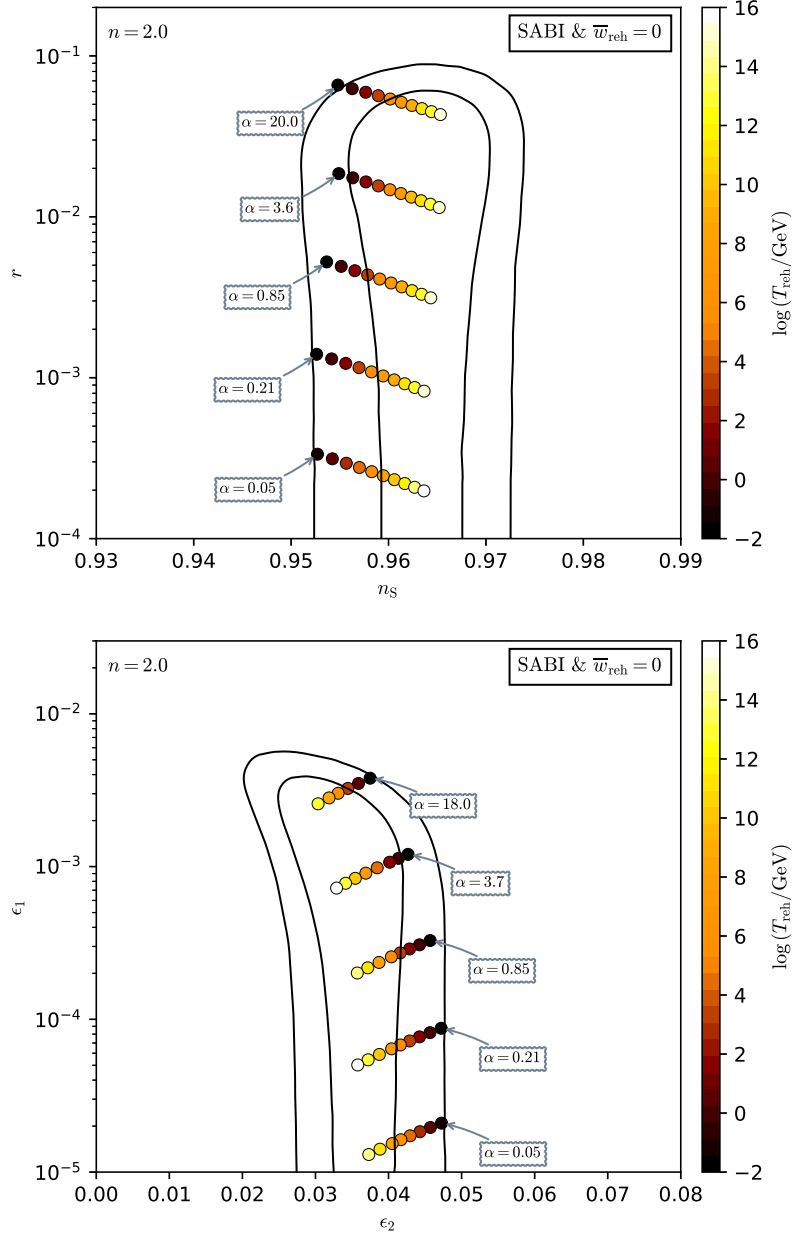 n = 2.0
SABI & w̅_reh = 0
16
14
12
10
8
6
4
2
0
−2
log (T_reh/GeV)
10⁻¹
10⁻²
10⁻³
10⁻⁴
r
α = 20.0
α = 3.6
α = 0.85
α = 0.21
α = 0.05
0.93 0.94 0.95 0.96 0.97 0.98 0.99
n_S
n = 2.0
SABI & w̅_reh = 0
16
14
12
10
8
6
4
2
0
−2
log (T_reh/GeV)
10⁻²
10⁻³
10⁻⁴
10⁻⁵
ϵ₁
α = 18.0
α = 3.7
α = 0.85
α = 0.21
α = 0.05
0.00 0.01 0.02 0.03 0.04 0.05 0.06 0.07 0.08
ϵ₂